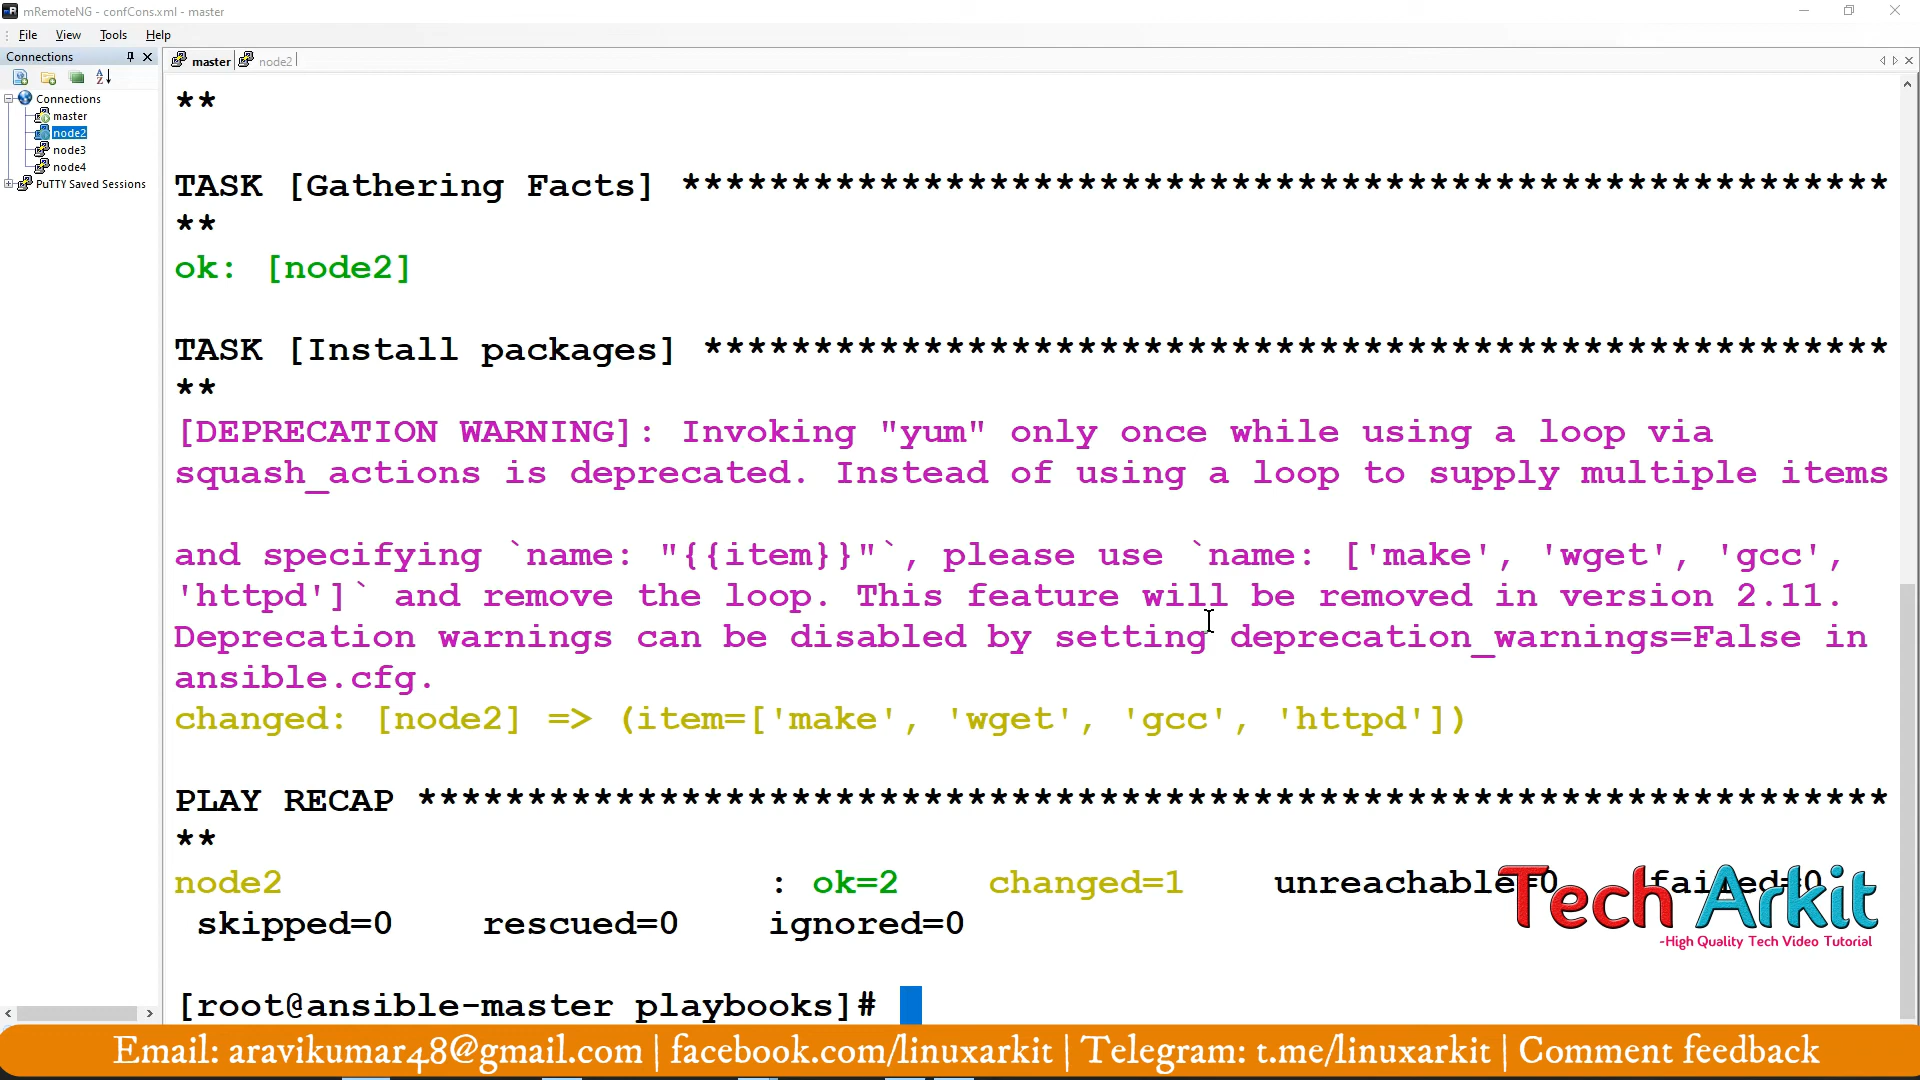 mRemoteNG - confCons.xml - master
File View Tools Help
Connections
master node2
Connections
master
node2
node3
node4
PuTTY Saved Sessions
**
TASK [Gathering Facts] *******************************************************
**
ok: [node2]
TASK [Install packages] ******************************************************
**
[DEPRECATION WARNING]: Invoking "yum" only once while using a loop via
squash_actions is deprecated. Instead of using a loop to supply multiple items
and specifying `name: "{{item}}"`, please use `name: ['make', 'wget', 'gcc',
'httpd']` and remove the loop. This feature will be removed in version 2.11.
Deprecation warnings can be disabled by setting deprecation_warnings=False in
ansible.cfg.
changed: [node2] => (item=['make', 'wget', 'gcc', 'httpd'])
PLAY RECAP *******************************************************************
**
node2 : ok=2 changed=1 unreachable=0 failed=0
skipped=0 rescued=0 ignored=0
Tech Arkit
-High Quality Tech Video Tutorial
[root@ansible-master playbooks]#
Email: aravikumar48@gmail.com | facebook.com/linuxarkit | Telegram: t.me/linuxarkit | Comment feedback